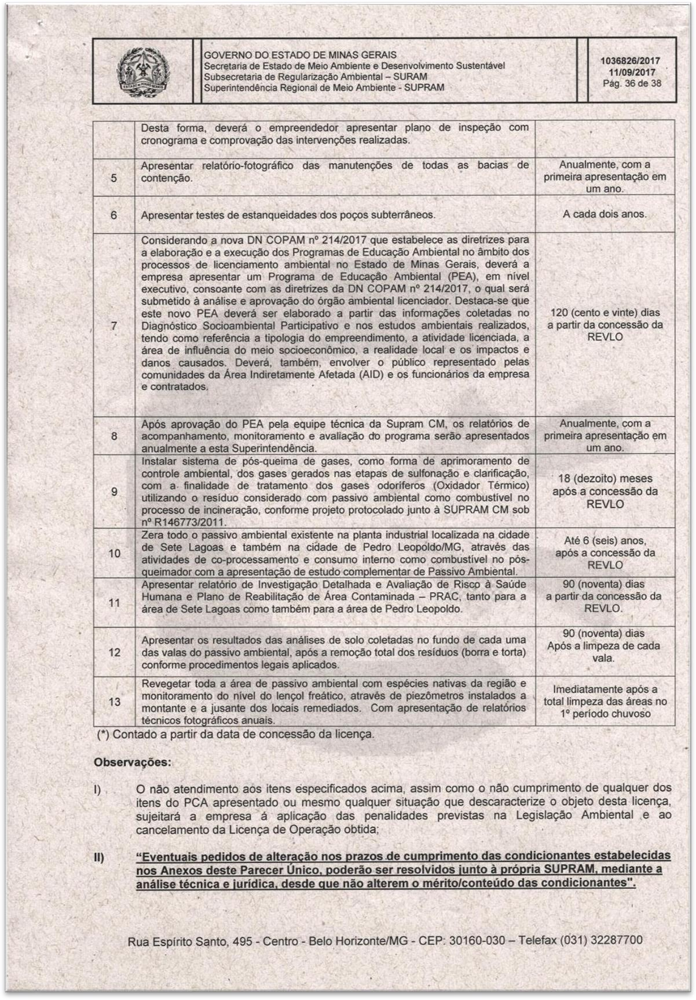 GOVERNO DO ESTADO DE MINAS GERAIS
Secretaria de Estado de Meio Ambiente e Desenvolvimento Sustentável
Subsecretaria de Regularização Ambiental – SURAM
Superintendência Regional de Meio Ambiente - SUPRAM
1036826/2017
11/09/2017
Pág. 36 de 38
Desta forma, deverá o empreendedor apresentar plano de inspeção com
cronograma e comprovação das intervenções realizadas.
5
Apresentar relatório-fotográfico das manutenções de todas as bacias de
contenção.
Anualmente, com a
primeira apresentação em
um ano.
6
Apresentar testes de estanqueidades dos poços subterrâneos.
A cada dois anos.
7
Considerando a nova DN COPAM nº 214/2017 que estabelece as diretrizes para
a elaboração e a execução dos Programas de Educação Ambiental no âmbito dos
processos de licenciamento ambiental no Estado de Minas Gerais, deverá a
empresa apresentar um Programa de Educação Ambiental (PEA), em nível
executivo, consoante com as diretrizes da DN COPAM nº 214/2017, o qual será
submetido à análise e aprovação do órgão ambiental licenciador. Destaca-se que
este novo PEA deverá ser elaborado a partir das informações coletadas no
Diagnóstico Socioambiental Participativo e nos estudos ambientais realizados,
tendo como referência a tipologia do empreendimento, a atividade licenciada, a
área de influência do meio socioeconômico, a realidade local e os impactos e
danos causados. Deverá, também, envolver o público representado pelas
comunidades da Área Indiretamente Afetada (AID) e os funcionários da empresa
e contratados.
120 (cento e vinte) dias
a partir da concessão da
REVLO
8
Após aprovação do PEA pela equipe técnica da Supram CM, os relatórios de
acompanhamento, monitoramento e avaliação do programa serão apresentados
anualmente a esta Superintendência.
Anualmente, com a
primeira apresentação em
um ano.
9
Instalar sistema de pós-queima de gases, como forma de aprimoramento de
controle ambiental, dos gases gerados nas etapas de sulfonação e clarificação,
com a finalidade de tratamento dos gases odoríferos (Oxidador Térmico)
utilizando o resíduo considerado com passivo ambiental como combustível no
processo de incineração, conforme projeto protocolado junto à SUPRAM CM sob
nº R146773/2011.
18 (dezoito) meses
após a concessão da
REVLO
10
Zera todo o passivo ambiental existente na planta industrial localizada na cidade
de Sete Lagoas e também na cidade de Pedro Leopoldo/MG, através das
atividades de co-processamento e consumo interno como combustível no pós-
queimador com a apresentação de estudo complementar de Passivo Ambiental.
Até 6 (seis) anos,
após a concessão da
REVLO
11
Apresentar relatório de Investigação Detalhada e Avaliação de Risco à Saúde
Humana e Plano de Reabilitação de Área Contaminada – PRAC, tanto para a
área de Sete Lagoas como também para a área de Pedro Leopoldo.
90 (noventa) dias
a partir da concessão da
REVLO.
12
Apresentar os resultados das análises de solo coletadas no fundo de cada uma
das valas do passivo ambiental, após a remoção total dos resíduos (borra e torta)
conforme procedimentos legais aplicados.
90 (noventa) dias
Após a limpeza de cada
vala.
13
Revegetar toda a área de passivo ambiental com espécies nativas da região e
monitoramento do nível do lençol freático, através de piezômetros instalados a
montante e a jusante dos locais remediados. Com apresentação de relatórios
técnicos fotográficos anuais.
Imediatamente após a
total limpeza das áreas no
1º período chuvoso
(*) Contado a partir da data de concessão da licença.
Observações:
I) O não atendimento aos itens especificados acima, assim como o não cumprimento de qualquer dos
itens do PCA apresentado ou mesmo qualquer situação que descaracterize o objeto desta licença,
sujeitará a empresa á aplicação das penalidades previstas na Legislação Ambiental e ao
cancelamento da Licença de Operação obtida;
II) “Eventuais pedidos de alteração nos prazos de cumprimento das condicionantes estabelecidas
nos Anexos deste Parecer Único, poderão ser resolvidos junto à própria SUPRAM, mediante a
análise técnica e jurídica, desde que não alterem o mérito/conteúdo das condicionantes".
Rua Espírito Santo, 495 - Centro - Belo Horizonte/MG - CEP: 30160-030 – Telefax (031) 32287700